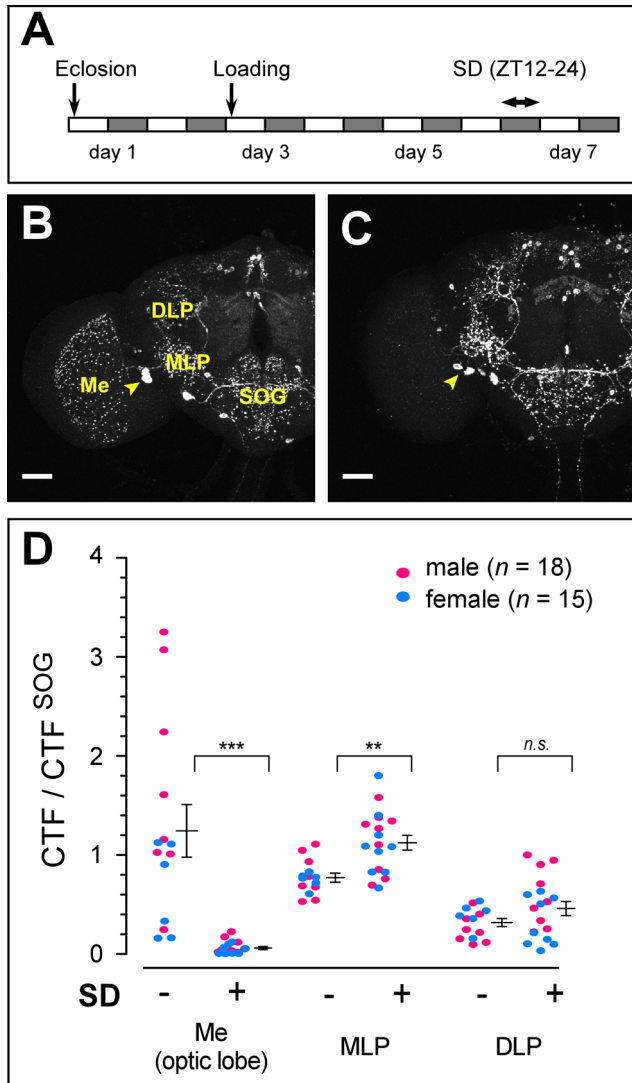 A
Eclosion Loading SD (ZT12-24)
day 1 day 3 day 5 day 7
B
DLP
MLP
Me
SOG
C
D
male (n = 18)
female (n = 15)
CTF / CTF SOG
4
3
2
1
0
*** ** n.s.
SD - + - + - +
Me MLP DLP
(optic lobe)